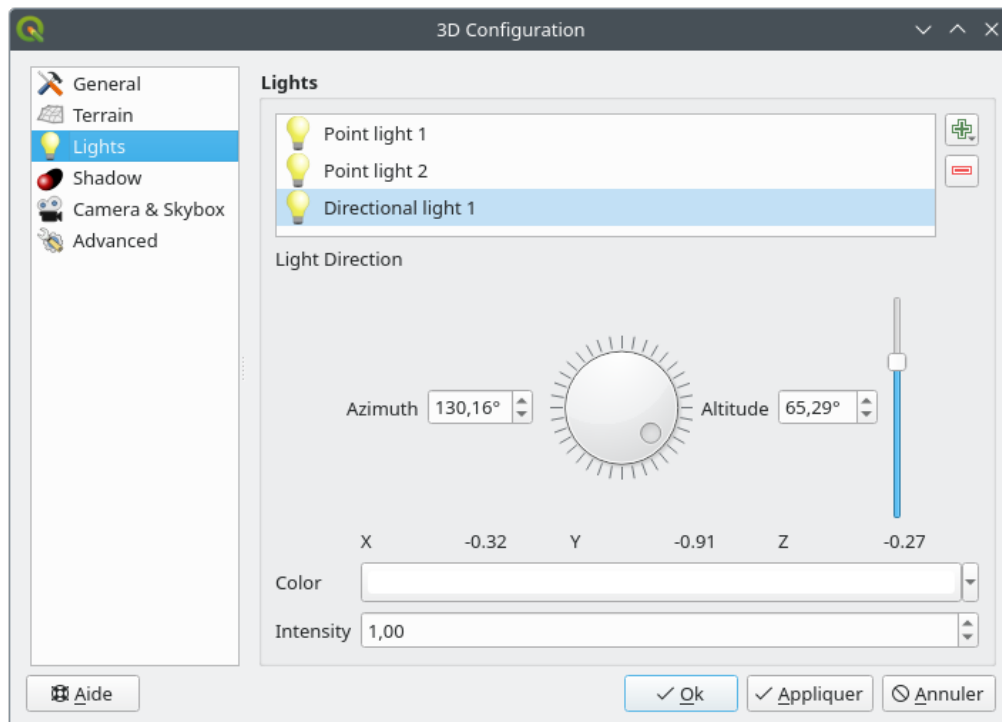 3D Configuration
General
Terrain
Lights
Shadow
Camera & Skybox
Advanced
Lights
Point light 1
Point light 2
Directional light 1
Light Direction
Azimuth 130,16° Altitude 65,29°
X -0.32 Y -0.91 Z -0.27
Color
Intensity 1,00
Aide Ok Appliquer Annuler